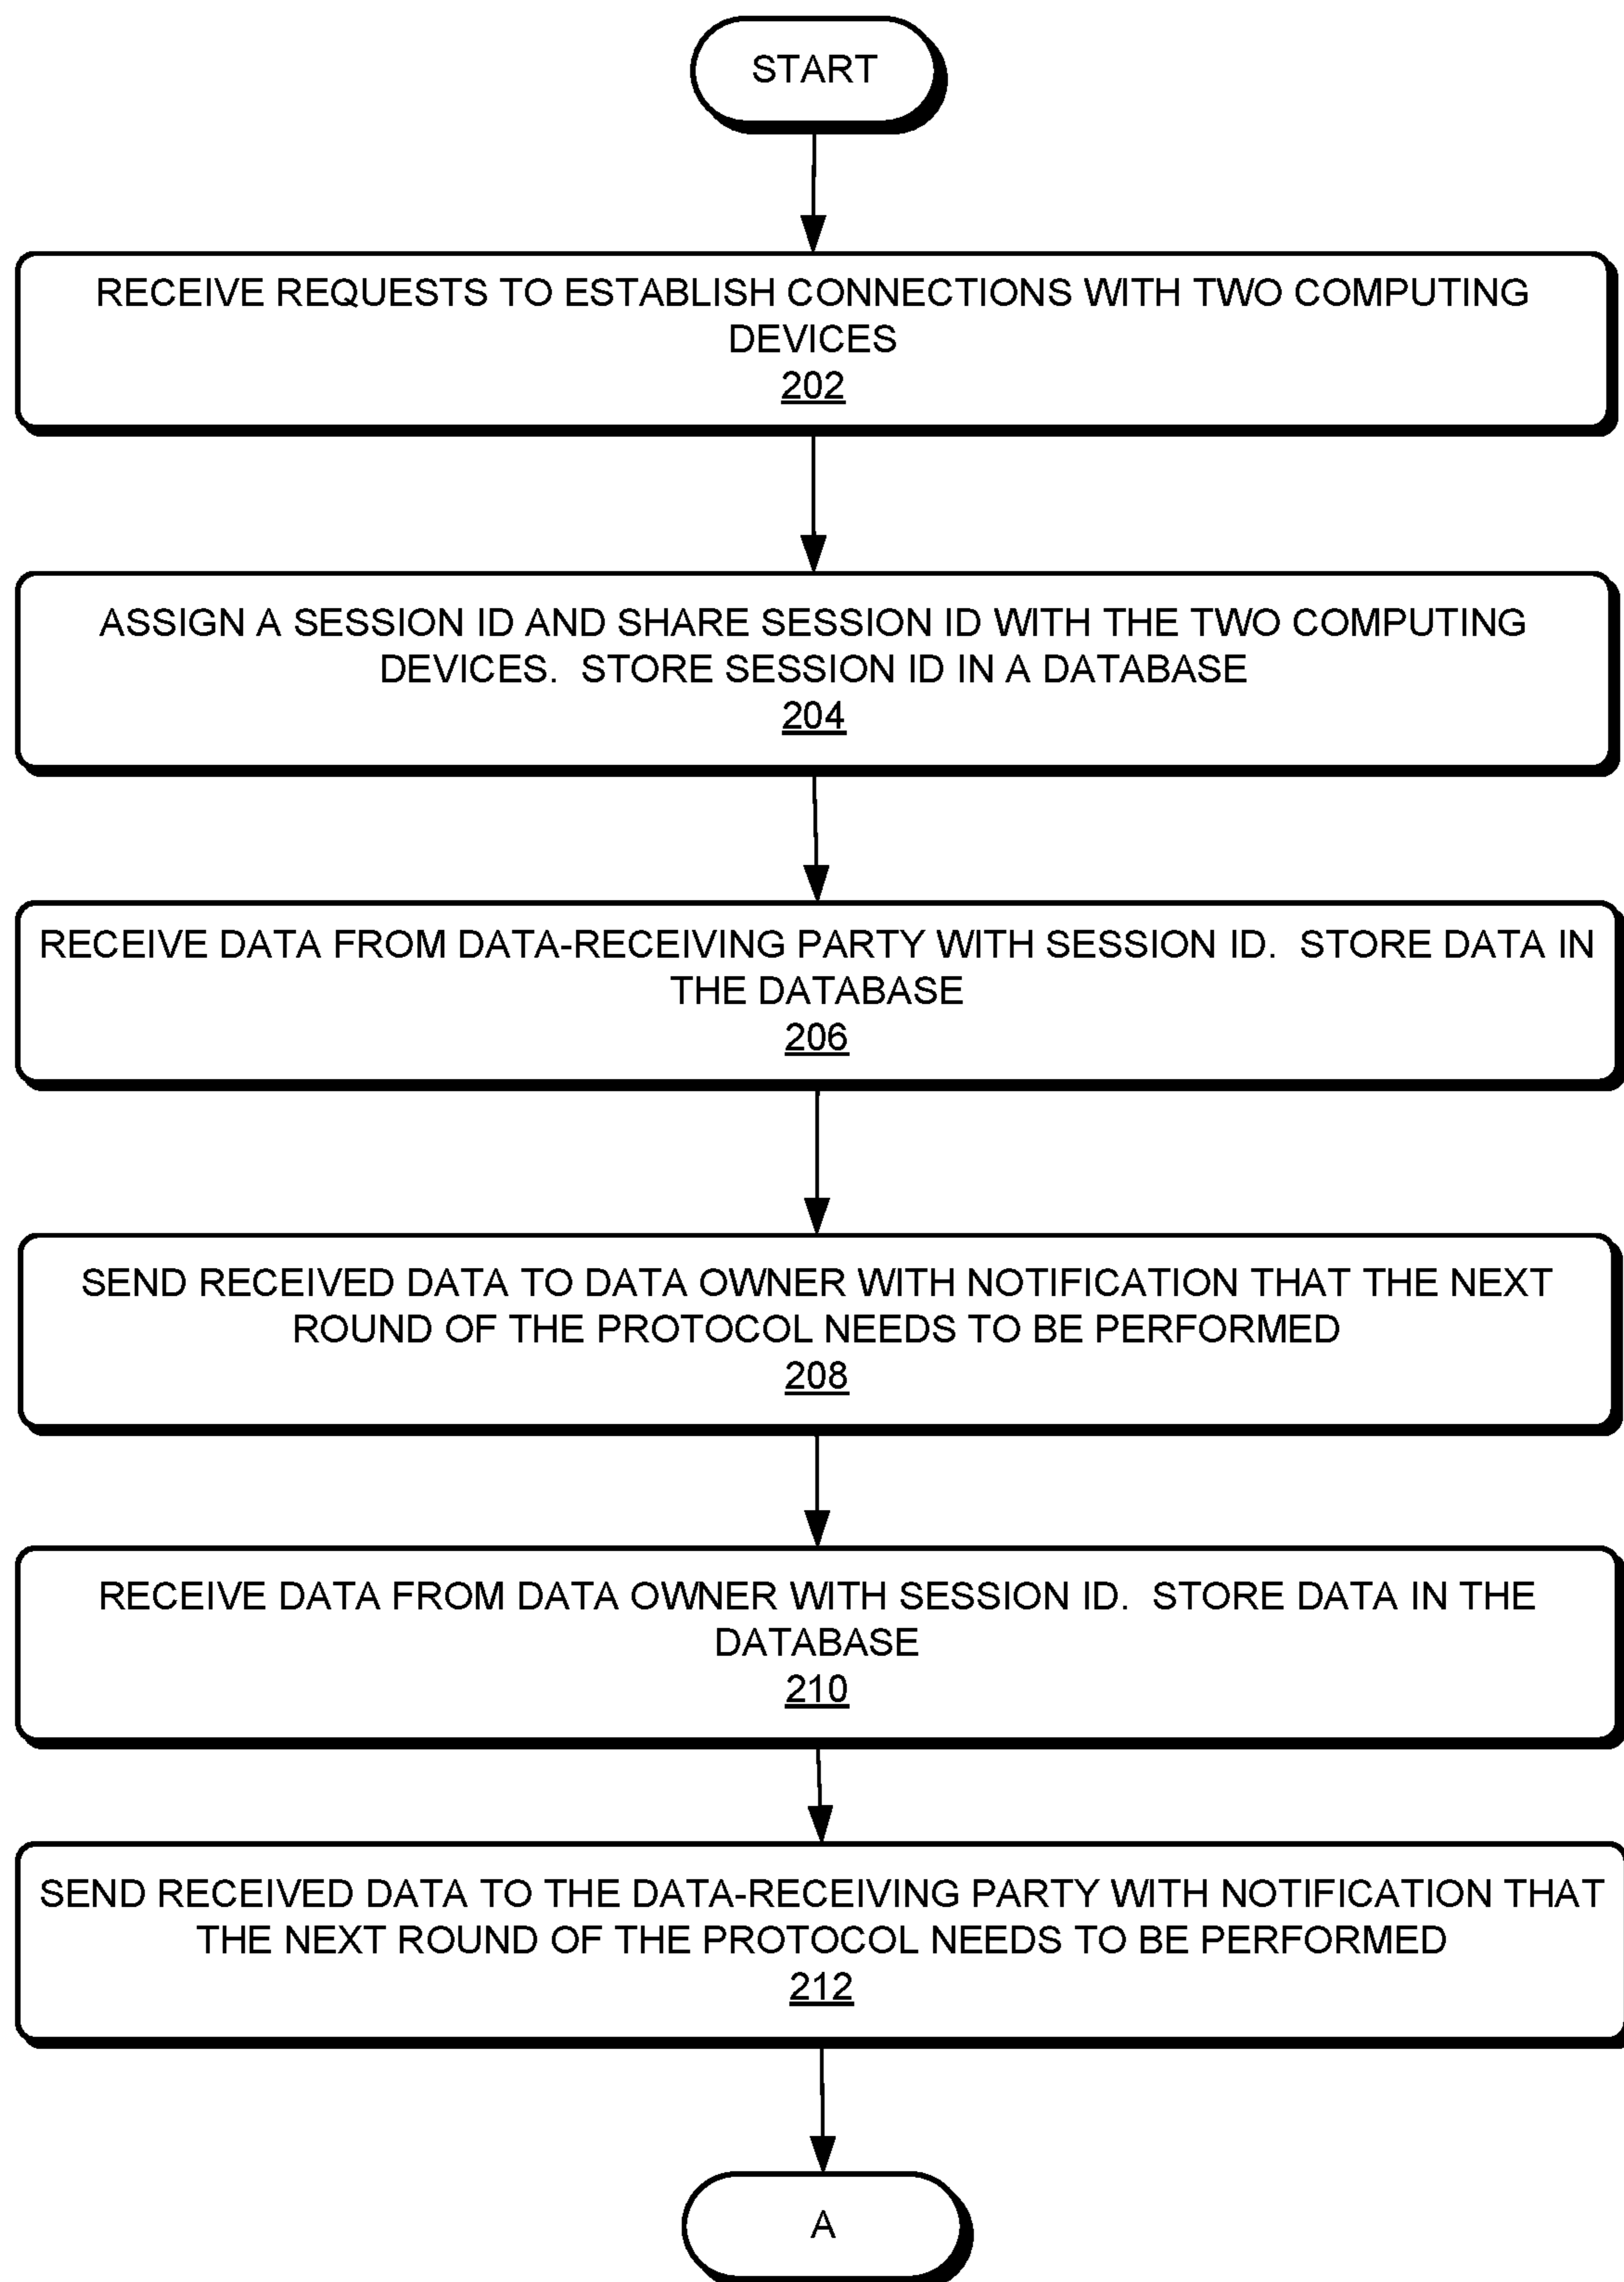 START
RECEIVE REQUESTS TO ESTABLISH CONNECTIONS WITH TWO COMPUTING
DEVICES
202
ASSIGN A SESSION ID AND SHARE SESSION ID WITH THE TWO COMPUTING
DEVICES.  STORE SESSION ID IN A DATABASE
204
RECEIVE DATA FROM DATA-RECEIVING PARTY WITH SESSION ID.  STORE DATA IN
THE DATABASE
206
SEND RECEIVED DATA TO DATA OWNER WITH NOTIFICATION THAT THE NEXT
ROUND OF THE PROTOCOL NEEDS TO BE PERFORMED
208
RECEIVE DATA FROM DATA OWNER WITH SESSION ID.  STORE DATA IN THE
DATABASE
210
SEND RECEIVED DATA TO THE DATA-RECEIVING PARTY WITH NOTIFICATION THAT
THE NEXT ROUND OF THE PROTOCOL NEEDS TO BE PERFORMED
212
A